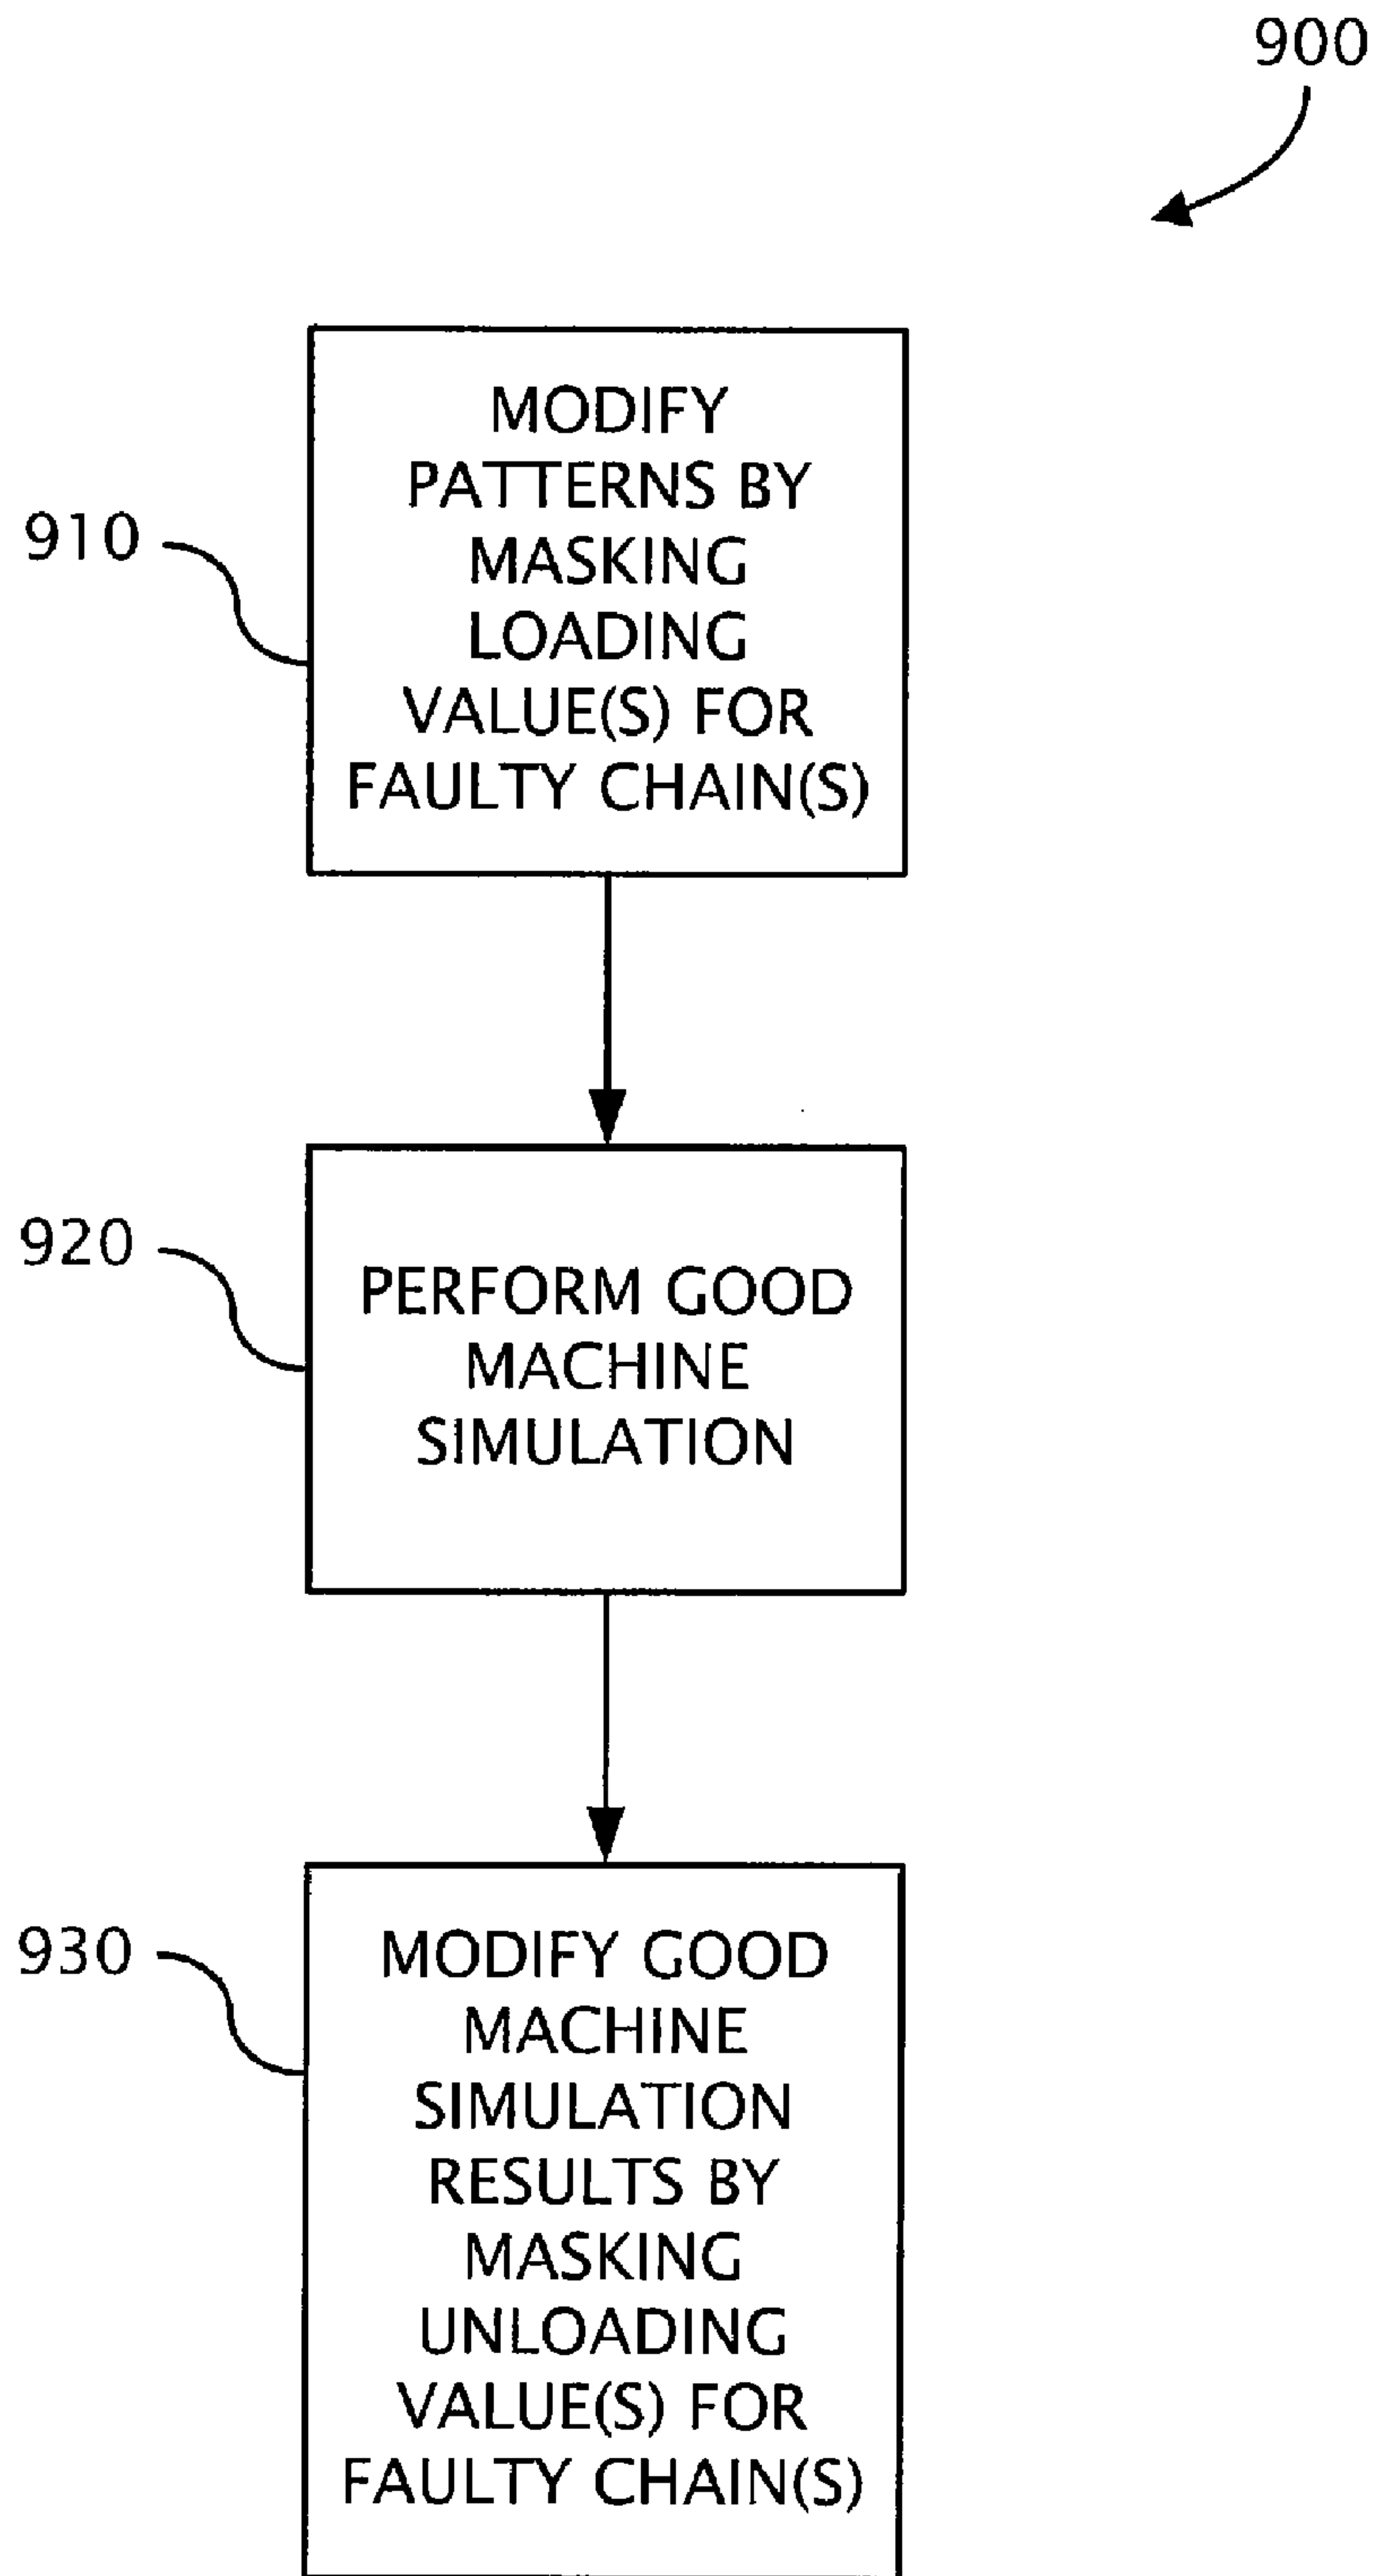 900
910
MODIFY
PATTERNS BY
MASKING
LOADING
VALUE(S) FOR
FAULTY CHAIN(S)
920
PERFORM GOOD
MACHINE
SIMULATION
930
MODIFY GOOD
MACHINE
SIMULATION
RESULTS BY
MASKING
UNLOADING
VALUE(S) FOR
FAULTY CHAIN(S)